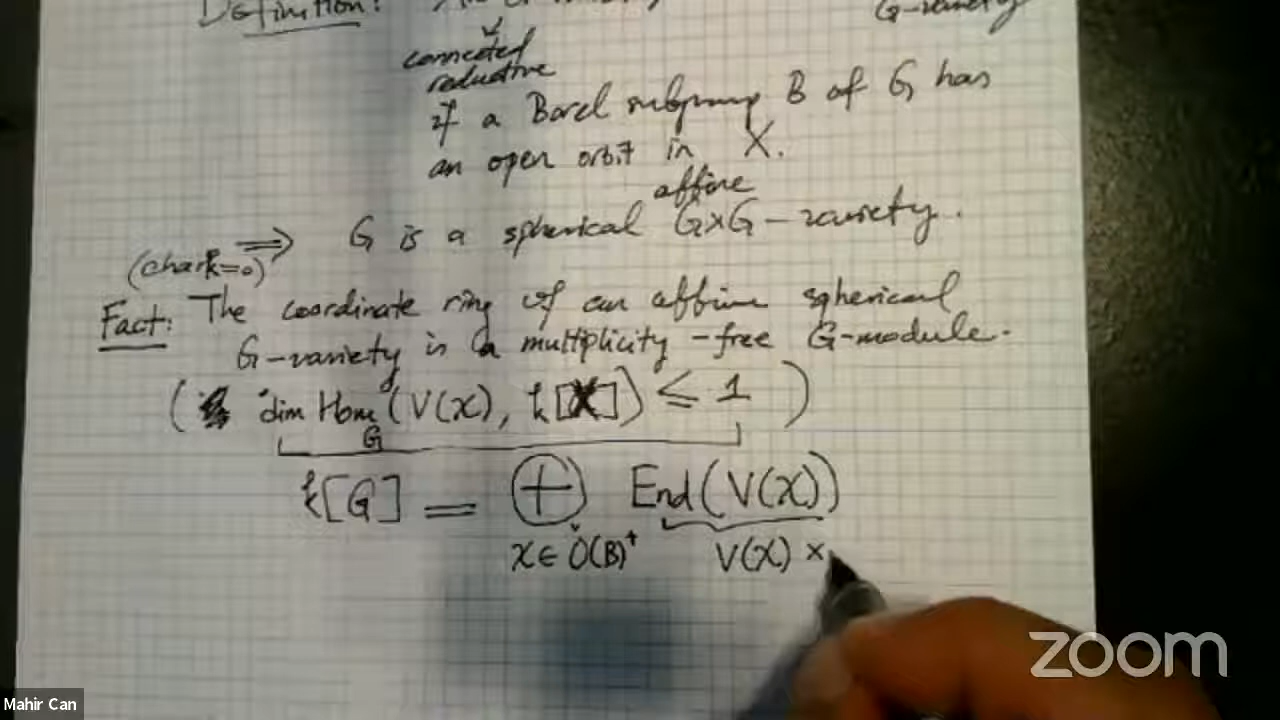 Definition:
G-variety
connected
reductive
if a Borel subgroup B of G has
an open orbit in X.
affine
⟹ G is a spherical G×G-variety.
(char k=0)
Fact: The coordinate ring of an affine spherical
G-variety is a multiplicity-free G-module.
( dim Hom_G (V(χ), k[X]) ≤ 1 )
k[G] = ⊕ End(V(χ))
χ∈ Ö(B)⁺ V(χ) ×
zoom
Mahir Can